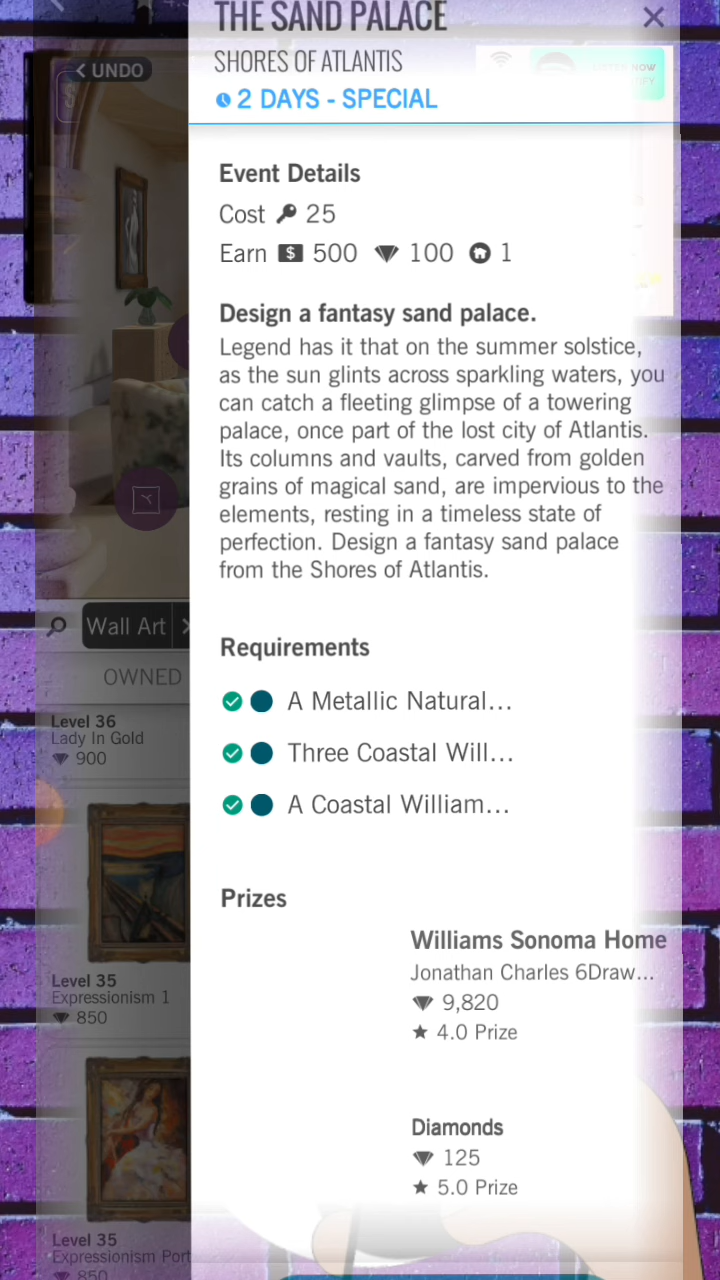 THE SAND PALACE
SHORES OF ATLANTIS
2 DAYS - SPECIAL
UNDO
Event Details
Cost 25
Earn $ 500 100 1
Design a fantasy sand palace.
Legend has it that on the summer solstice,
as the sun glints across sparkling waters, you
can catch a fleeting glimpse of a towering
palace, once part of the lost city of Atlantis.
Its columns and vaults, carved from golden
grains of magical sand, are impervious to the
elements, resting in a timeless state of
perfection. Design a fantasy sand palace
from the Shores of Atlantis.
Requirements
A Metallic Natural...
Three Coastal Will...
A Coastal William...
Prizes
Williams Sonoma Home
Jonathan Charles 6Draw...
9,820
4.0 Prize
Diamonds
125
5.0 Prize
Wall Art
OWNED
Level 36
Lady In Gold
900
Level 35
Expressionism 1
850
Level 35
Expressionism Port
850